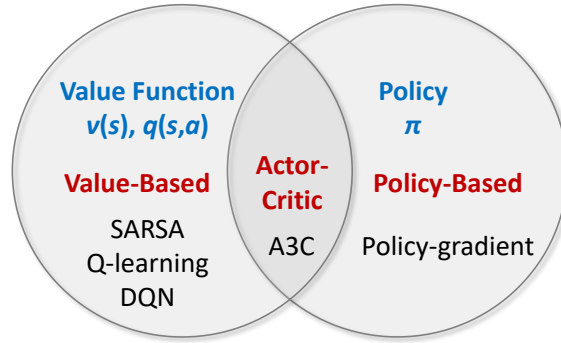 Value Function
v(s), q(s,a)
Value-Based
SARSA
Q-learning
DQN
Actor-
Critic
A3C
Policy
π
Policy-Based
Policy-gradient